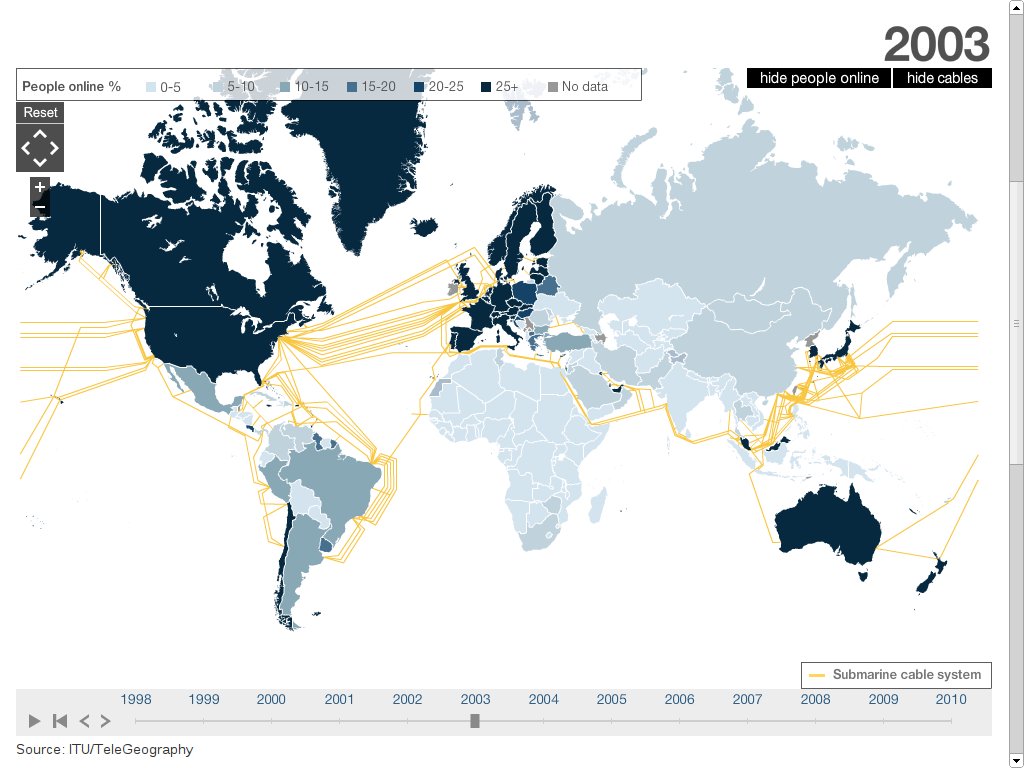 2003
hide people online
hide cables
People online %
0-5
5-10
10-15
15-20
20-25
25+
No data
Reset
+
−
Submarine cable system
1998 1999 2000 2001 2002 2003 2004 2005 2006 2007 2008 2009 2010
Source: ITU/TeleGeography